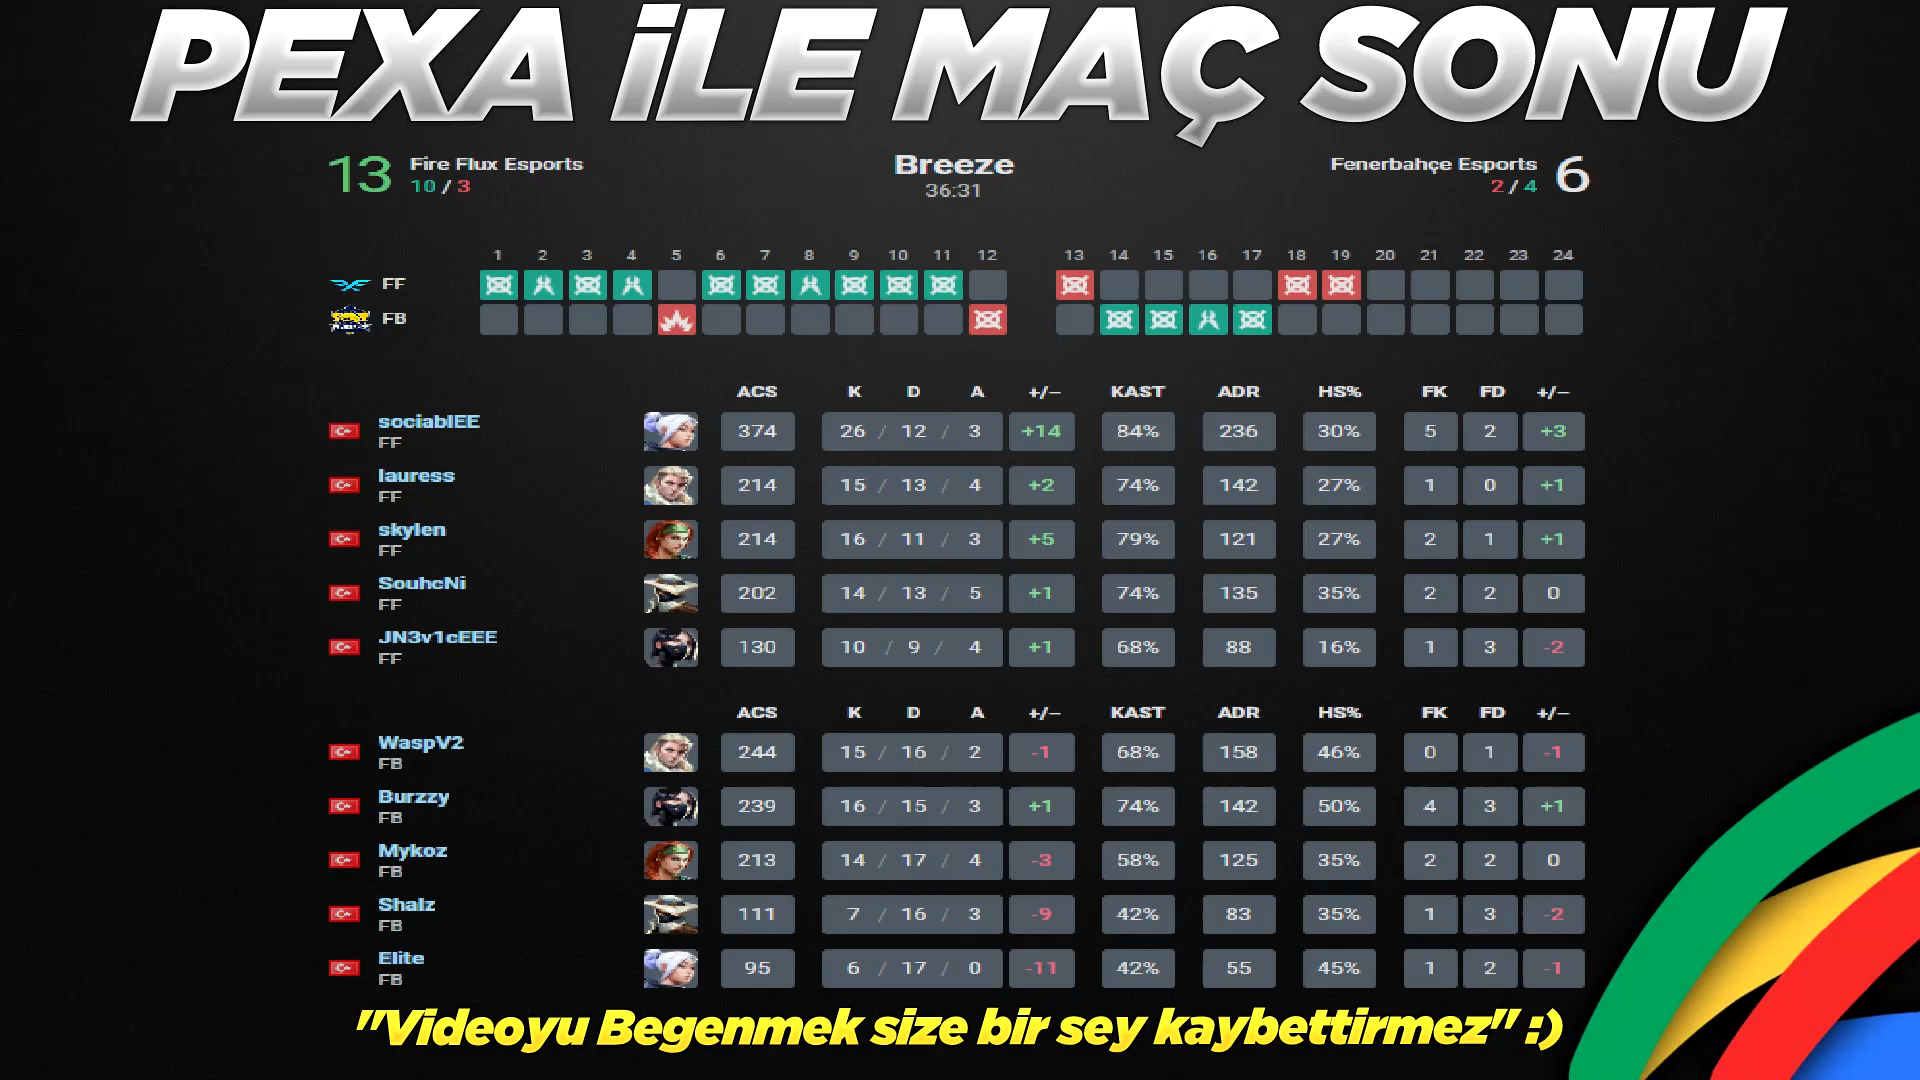 PEXA iLE MAÇ SONU
13 Fire Flux Esports Breeze Fenerbahçe Esports 6
10 / 3 36:31 2 / 4
1 2 3 4 5 6 7 8 9 10 11 12 13 14 15 16 17 18 19 20 21 22 23 24
FF
FB
ACS K D A +/– KAST ADR HS% FK FD +/–
sociablEE 374 26 / 12 / 3 +14 84% 236 30% 5 2 +3
FF
lauress 214 15 / 13 / 4 +2 74% 142 27% 1 0 +1
FF
skylen 214 16 / 11 / 3 +5 79% 121 27% 2 1 +1
FF
SouhcNi 202 14 / 13 / 5 +1 74% 135 35% 2 2 0
FF
JN3v1cEEE 130 10 / 9 / 4 +1 68% 88 16% 1 3 -2
FF
ACS K D A +/– KAST ADR HS% FK FD +/–
WaspV2 244 15 / 16 / 2 -1 68% 158 46% 0 1 -1
FB
Burzzy 239 16 / 15 / 3 +1 74% 142 50% 4 3 +1
FB
Mykoz 213 14 / 17 / 4 -3 58% 125 35% 2 2 0
FB
Shalz 111 7 / 16 / 3 -9 42% 83 35% 1 3 -2
FB
Elite 95 6 / 17 / 0 -11 42% 55 45% 1 2 -1
FB
"Videoyu Begenmek size bir sey kaybettirmez" :)